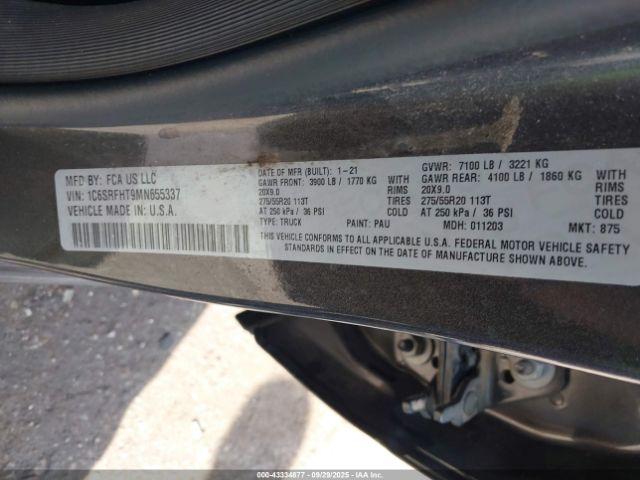 MFD BY: FCA US LLC
VIN: 1C6SRFHT9MN655337
VEHICLE MADE IN U.S.A.
DATE OF MFR (BUILT): 1-21
GAWR FRONT: 3900 LB / 1770 KG WITH
20X9.0 RIMS
275/55R20 113T TIRES
AT 250 kPa / 36 PSI COLD
TYPE: TRUCK PAINT: PAU
GVWR: 7100 LB / 3221 KG
GAWR REAR: 4100 LB / 1860 KG WITH
20X9.0 RIMS
275/55R20 113T TIRES
AT 250 kPa / 36 PSI COLD
MDH: 011203 MKT: 875
THIS VEHICLE CONFORMS TO ALL APPLICABLE U.S.A. FEDERAL MOTOR VEHICLE SAFETY
STANDARDS IN EFFECT ON THE DATE OF MANUFACTURE SHOWN ABOVE.
© - 43334677 - 09/29/2025 - IAAI.COM